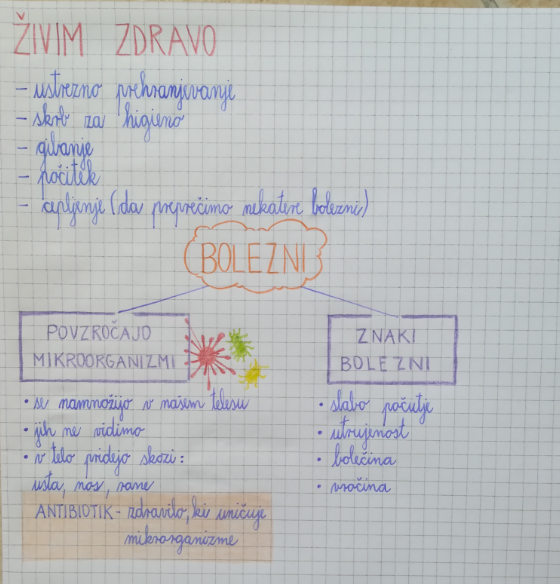 ŽIVIM ZDRAVO
- ustrezno prehranjevanje
- skrb za higieno
- gibanje
- počitek
- cepljenje (da preprečimo nekatere bolezni)
BOLEZNI
POVZROČAJO
MIKROORGANIZMI
• se namnožijo v našem telesu
• jih ne vidimo
• v telo pridejo skozi:
usta, nos, rane
ANTIBIOTIK - zdravilo, ki uničuje
mikrorganizme
ZNAKI
BOLEZNI
• slabo počutje
• utrujenost
• bolečina
• vročina